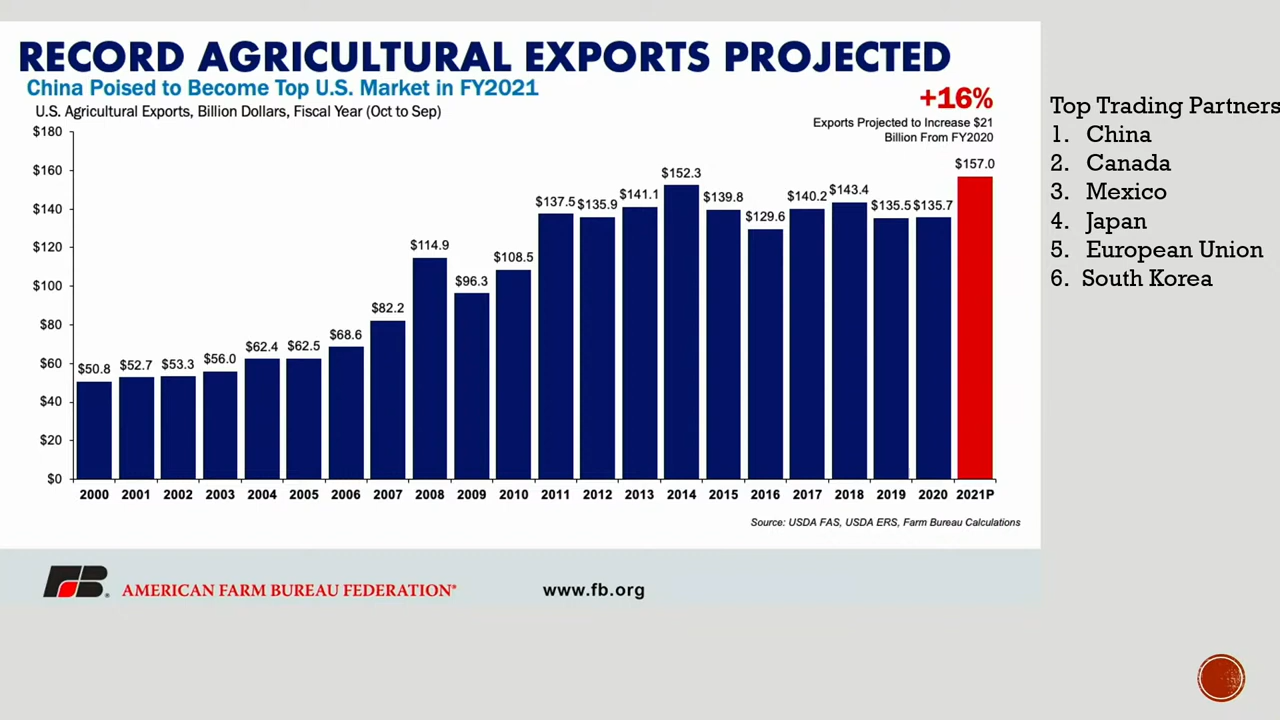 RECORD AGRICULTURAL EXPORTS PROJECTED
China Poised to Become Top U.S. Market in FY2021
U.S. Agricultural Exports, Billion Dollars, Fiscal Year (Oct to Sep)
+16%
Exports Projected to Increase $21
Billion From FY2020
$180
$160
$140
$120
$100
$80
$60
$40
$20
$0
$50.8 $52.7 $53.3 $56.0 $62.4 $62.5 $68.6 $82.2 $114.9 $96.3 $108.5 $137.5 $135.9 $141.1 $152.3 $139.8 $129.6 $140.2 $143.4 $135.5 $135.7 $157.0
2000 2001 2002 2003 2004 2005 2006 2007 2008 2009 2010 2011 2012 2013 2014 2015 2016 2017 2018 2019 2020 2021P
Source: USDA FAS, USDA ERS, Farm Bureau Calculations
FB® AMERICAN FARM BUREAU FEDERATION® www.fb.org
Top Trading Partners
1. China
2. Canada
3. Mexico
4. Japan
5. European Union
6. South Korea